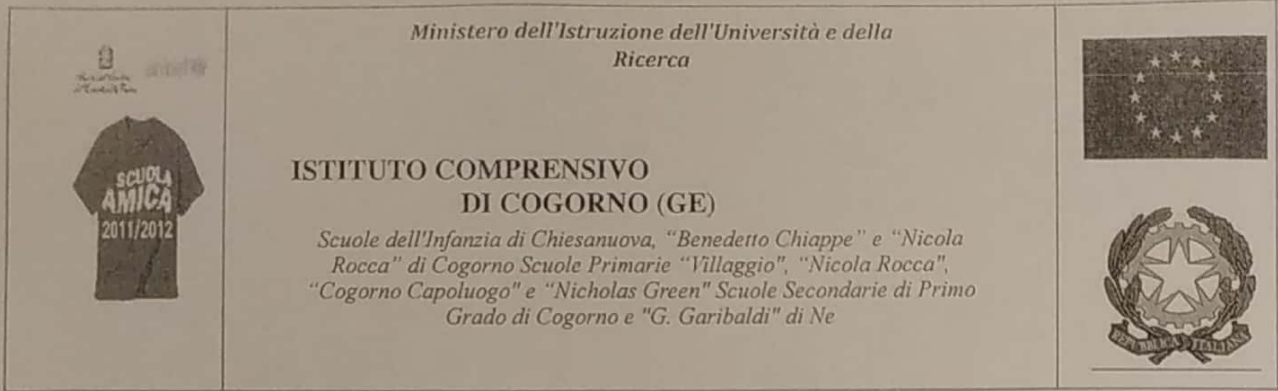 Ministero dell'Istruzione dell'Università e della
Ricerca
SCUOLA
AMICA
2011/2012
ISTITUTO COMPRENSIVO
DI COGORNO (GE)
Scuole dell'Infanzia di Chiesanuova, “Benedetto Chiappe” e “Nicola
Rocca” di Cogorno Scuole Primarie “Villaggio”, “Nicola Rocca”,
“Cogorno Capoluogo” e “Nicholas Green” Scuole Secondarie di Primo
Grado di Cogorno e "G. Garibaldi" di Ne
REPVBBLICA ITALIANA